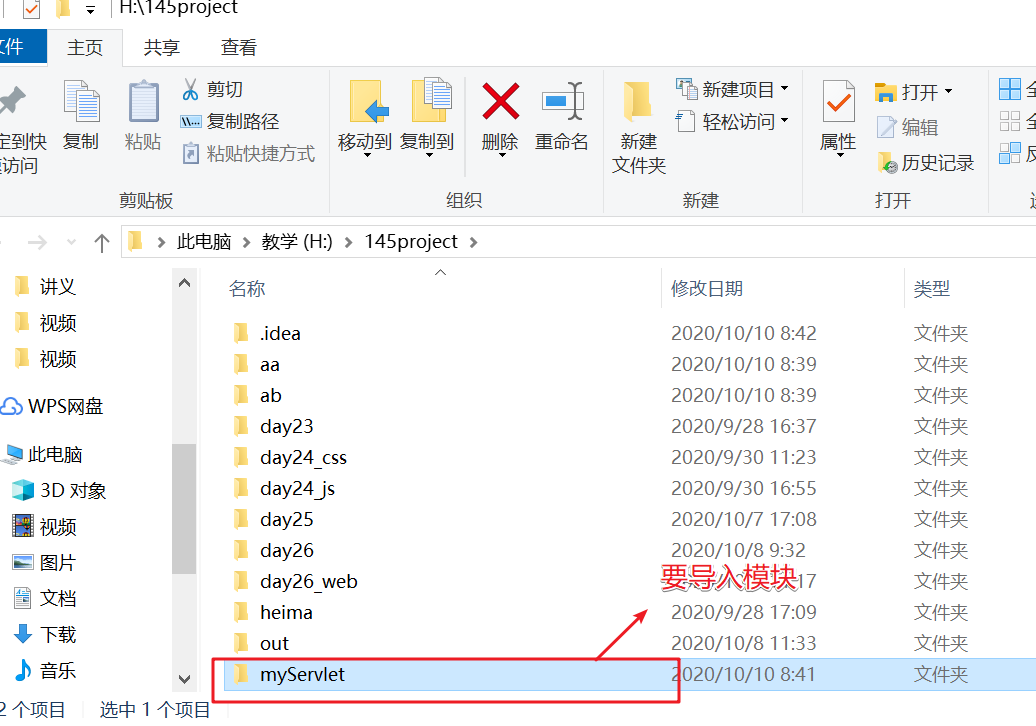 H:\145project
文件 主页 共享 查看
剪切
复制路径
粘贴快捷方式
复制 粘贴
定到快
访问
剪贴板
移动到 复制到 删除 重命名
组织
新建
文件夹
新建项目
轻松访问
新建
属性
打开
编辑
历史记录
打开
此电脑 教学 (H:) 145project
讲义
视频
视频
WPS网盘
此电脑
3D 对象
视频
图片
文档
下载
音乐
名称 修改日期 类型
.idea 2020/10/10 8:42 文件夹
aa 2020/10/10 8:39 文件夹
ab 2020/10/10 8:39 文件夹
day23 2020/9/28 16:37 文件夹
day24_css 2020/9/30 11:23 文件夹
day24_js 2020/9/30 16:55 文件夹
day25 2020/10/7 17:08 文件夹
day26 2020/10/8 9:32 文件夹
要导入模块
day26_web 17 文件夹
heima 2020/9/28 17:09 文件夹
out 2020/10/8 11:33 文件夹
myServlet 2020/10/10 8:41 文件夹
2 个项目 选中 1 个项目